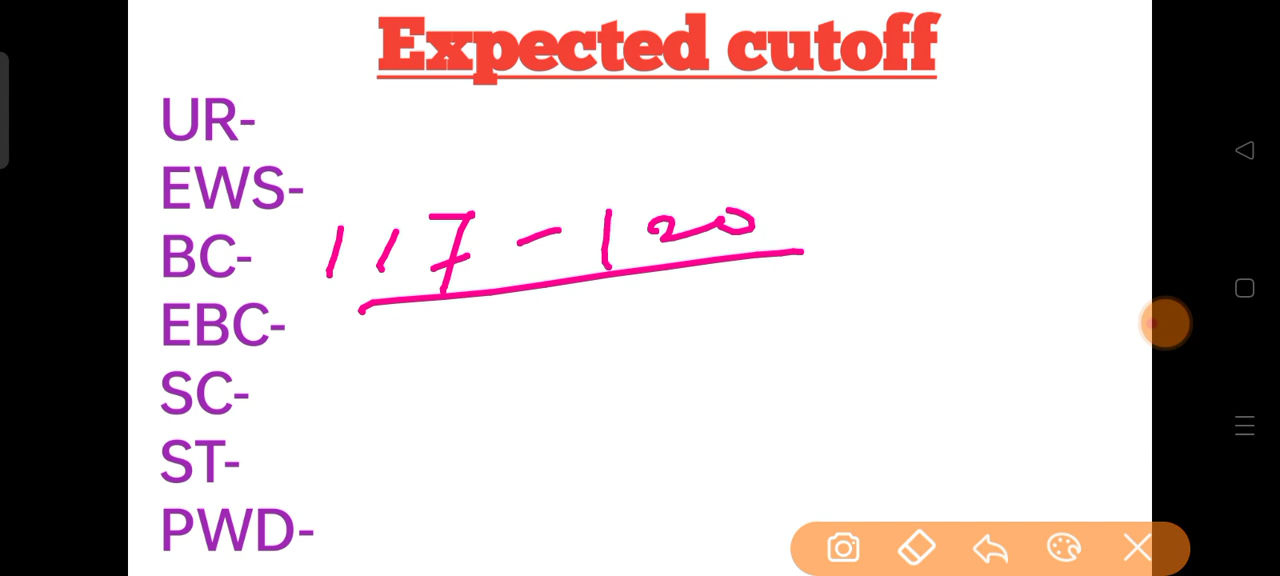 Expected cutoff
UR-
EWS-
BC- 117-120
EBC-
SC-
ST-
PWD-